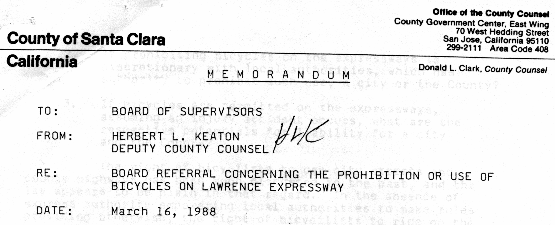 Office of the County Counsel
County Government Center, East Wing
70 West Hedding Street
San Jose, California 95110
299-2111 Area Code 408
County of Santa Clara
California
Donald L. Clark, County Counsel
MEMORANDUM
TO: BOARD OF SUPERVISORS
FROM: HERBERT L. KEATON HLK
DEPUTY COUNTY COUNSEL
RE: BOARD REFERRAL CONCERNING THE PROHIBITION OR USE OF
BICYCLES ON LAWRENCE EXPRESSWAY
DATE: March 16, 1988